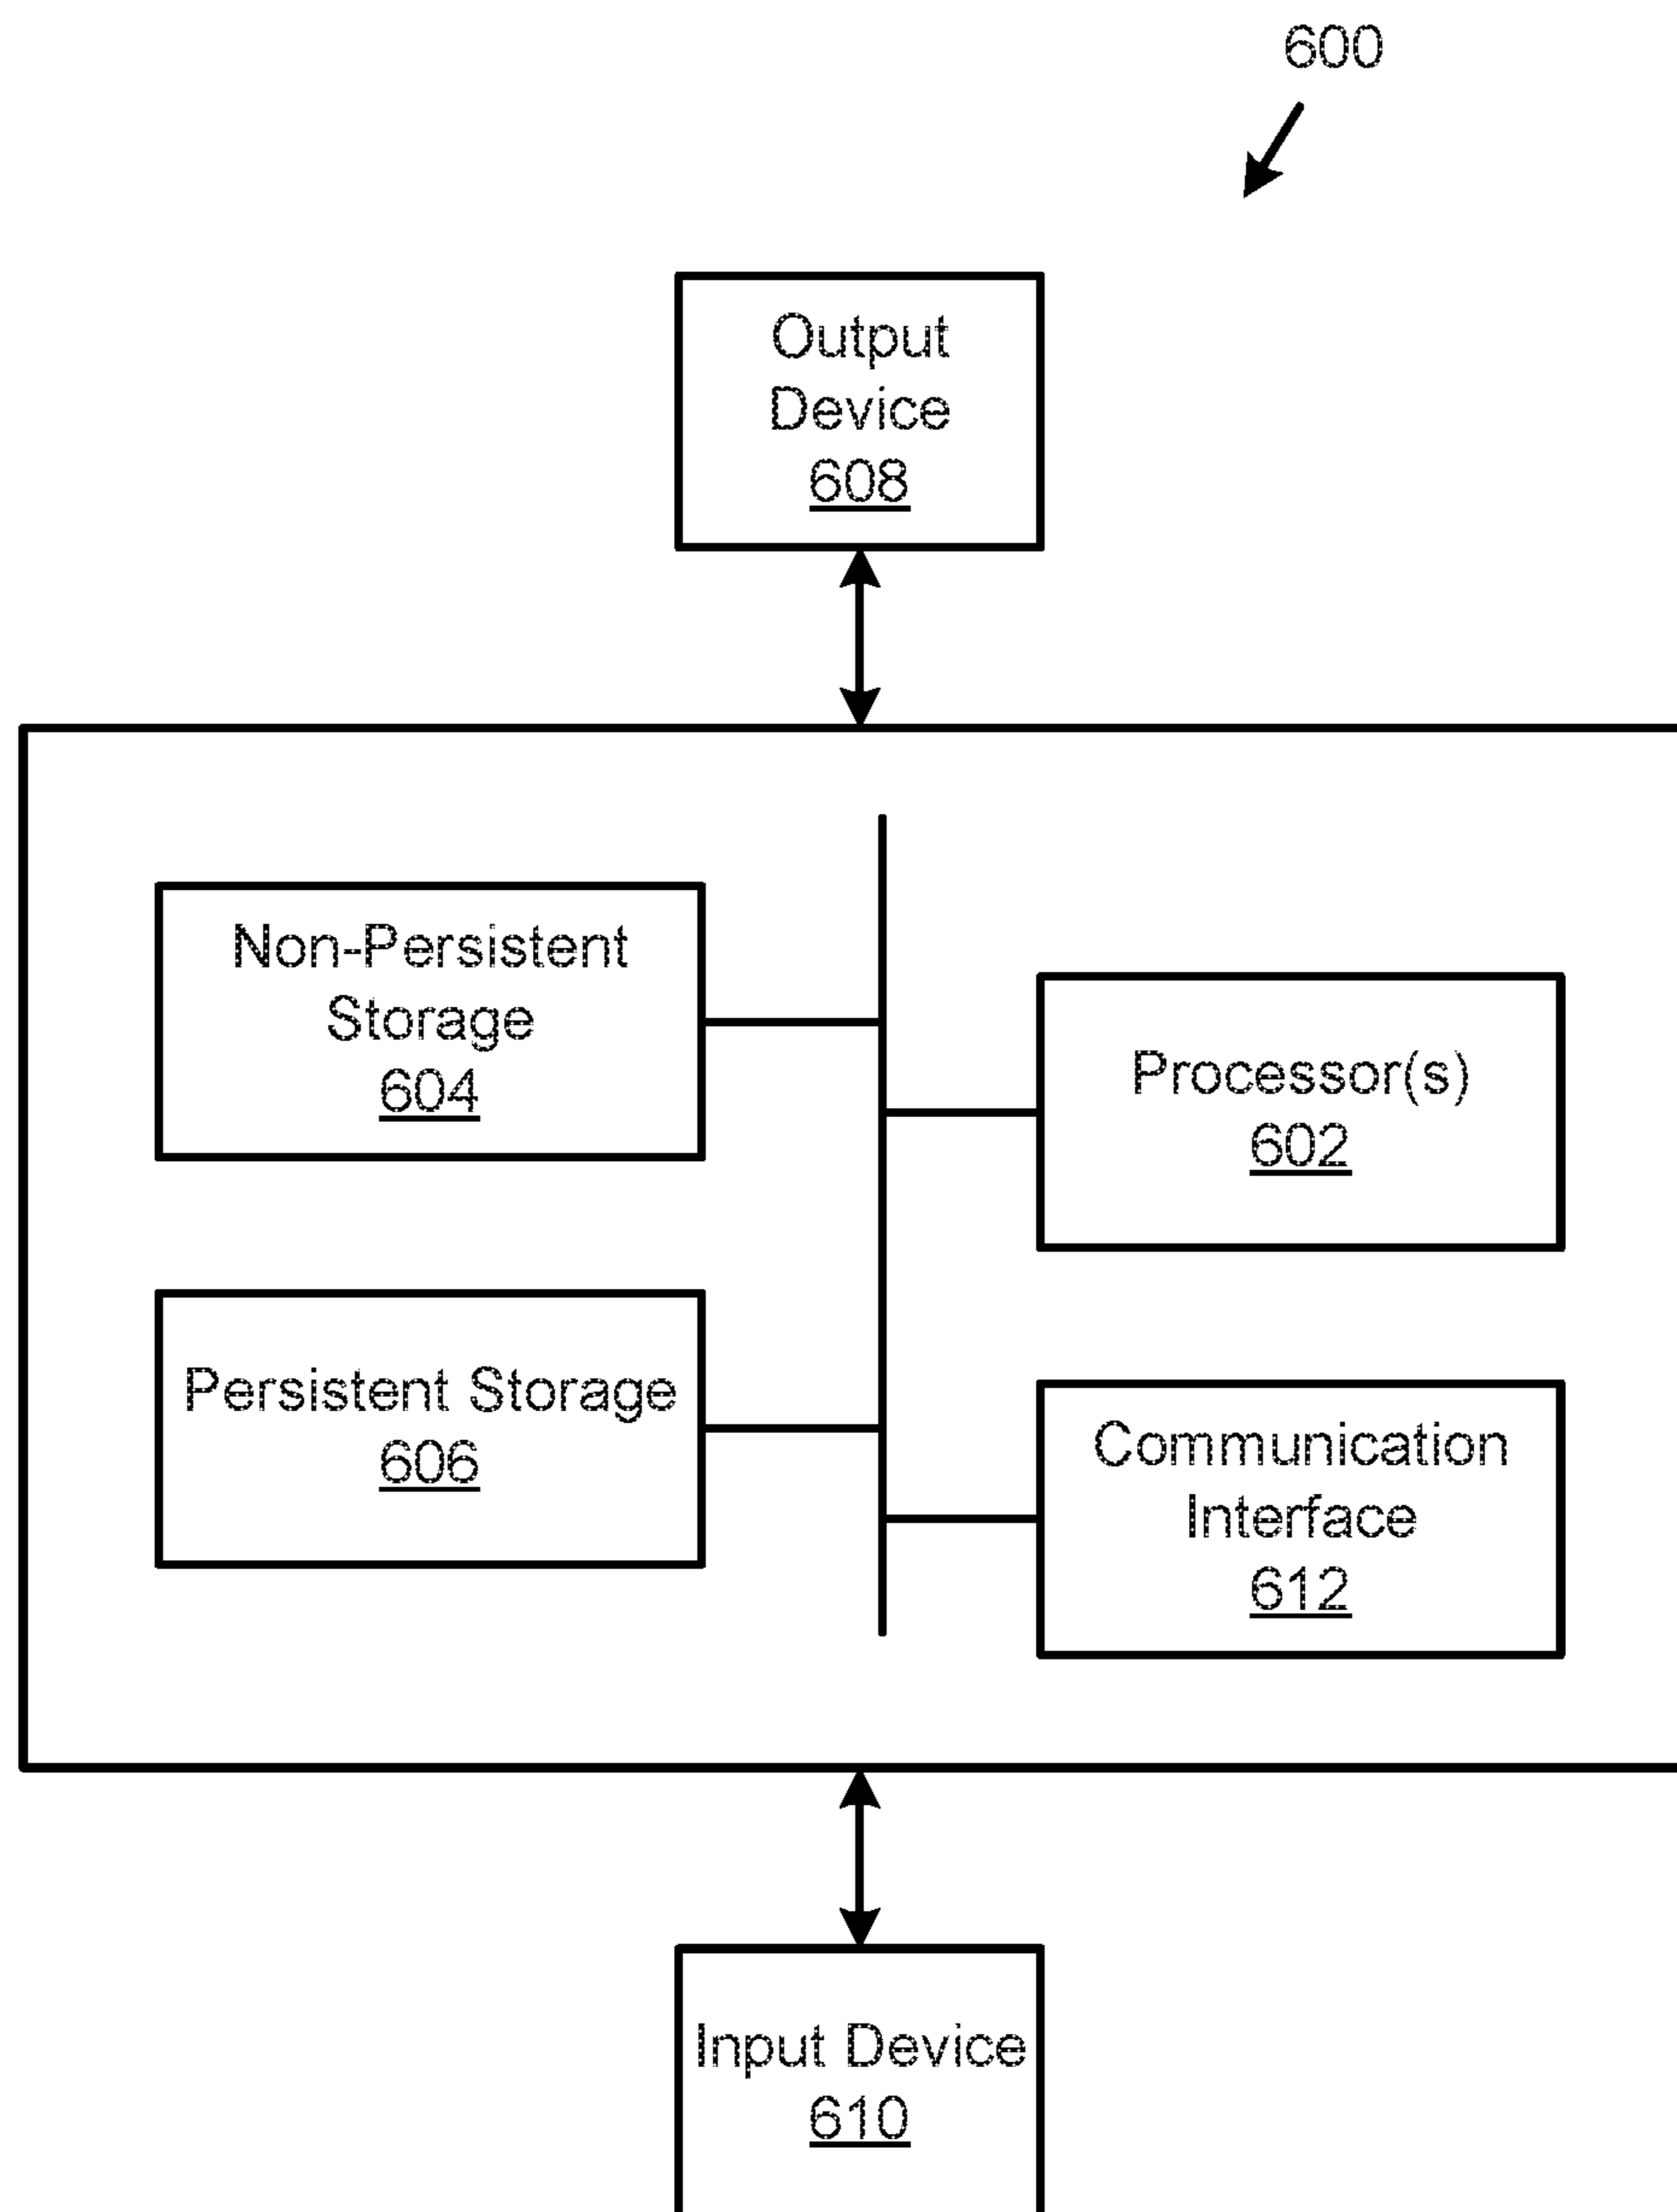 600
Output
Device
608
Non-Persistent
Storage
604
Processor(s)
602
Persistent Storage
606
Communication
Interface
612
Input Device
610